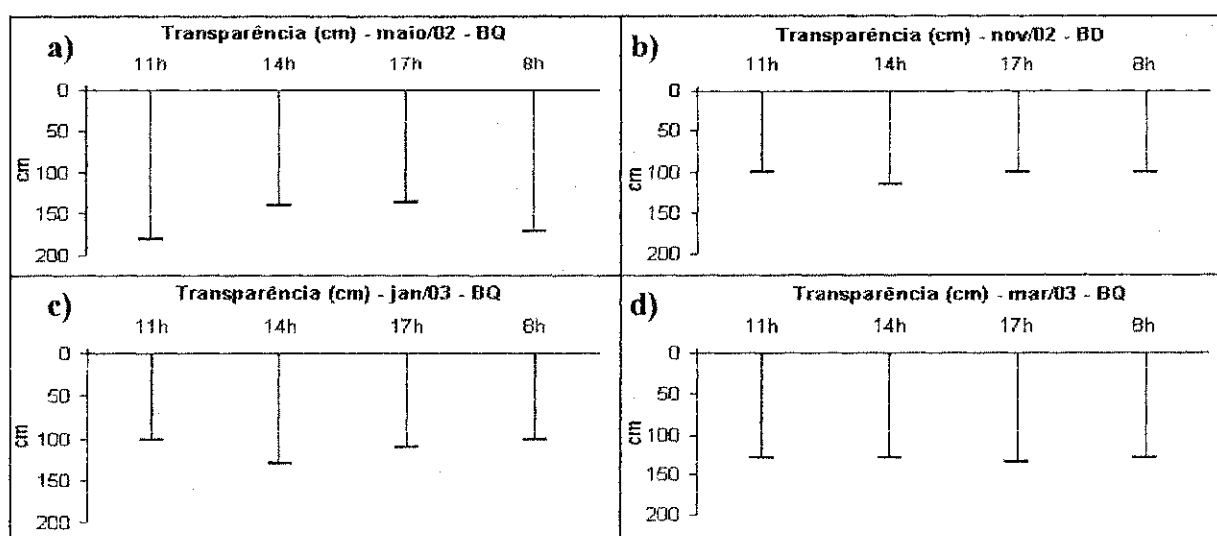 a) Transparência (cm) - maio/02 - BQ
11h 14h 17h 8h
0
50
100
150
200
cm
b) Transparência (cm) - nov/02 - BD
11h 14h 17h 8h
0
50
100
150
200
cm
c) Transparência (cm) - jan/03 - BQ
11h 14h 17h 8h
0
50
100
150
200
cm
d) Transparência (cm) - mar/03 - BQ
11h 14h 17h 8h
0
50
100
150
200
cm